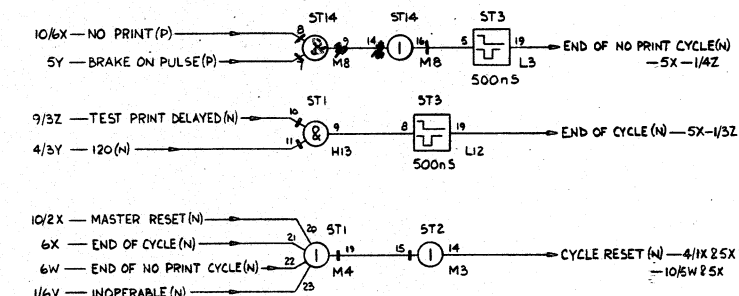 ST14 ST14 ST3
10/6X — NO PRINT(P) 8 & 9 14 1 16 5 19 END OF NO PRINT CYCLE(N)
5Y — BRAKE ON PULSE(P) 7 M8 M8 L3 —5X —1/4Z
500nS
ST1 ST3
9/3Z — TEST PRINT DELAYED(N) 10
& 9 8 19 END OF CYCLE (N) —5X—1/3Z
4/3Y — 120(N) 11 H13 L12
500nS
10/2X — MASTER RESET(N) 20 ST1 ST2
6X — END OF CYCLE(N) 21
1 19 15 1 14 CYCLE RESET (N) —4/1X & 5X
6W — END OF NO PRINT CYCLE(N) 22 M4 M3 —10/5W & 5X
1/6V — INOPERABLE(N) 23